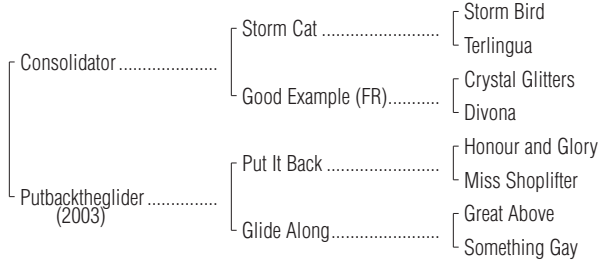 Storm Bird
Storm Cat ........................
Terlingua
Consolidator ....................
Crystal Glitters
Good Example (FR)...........
Divona
Honour and Glory
Put It Back .......................
Miss Shoplifter
Putbacktheglider ..............
(2003)
Great Above
Glide Along......................
Something Gay